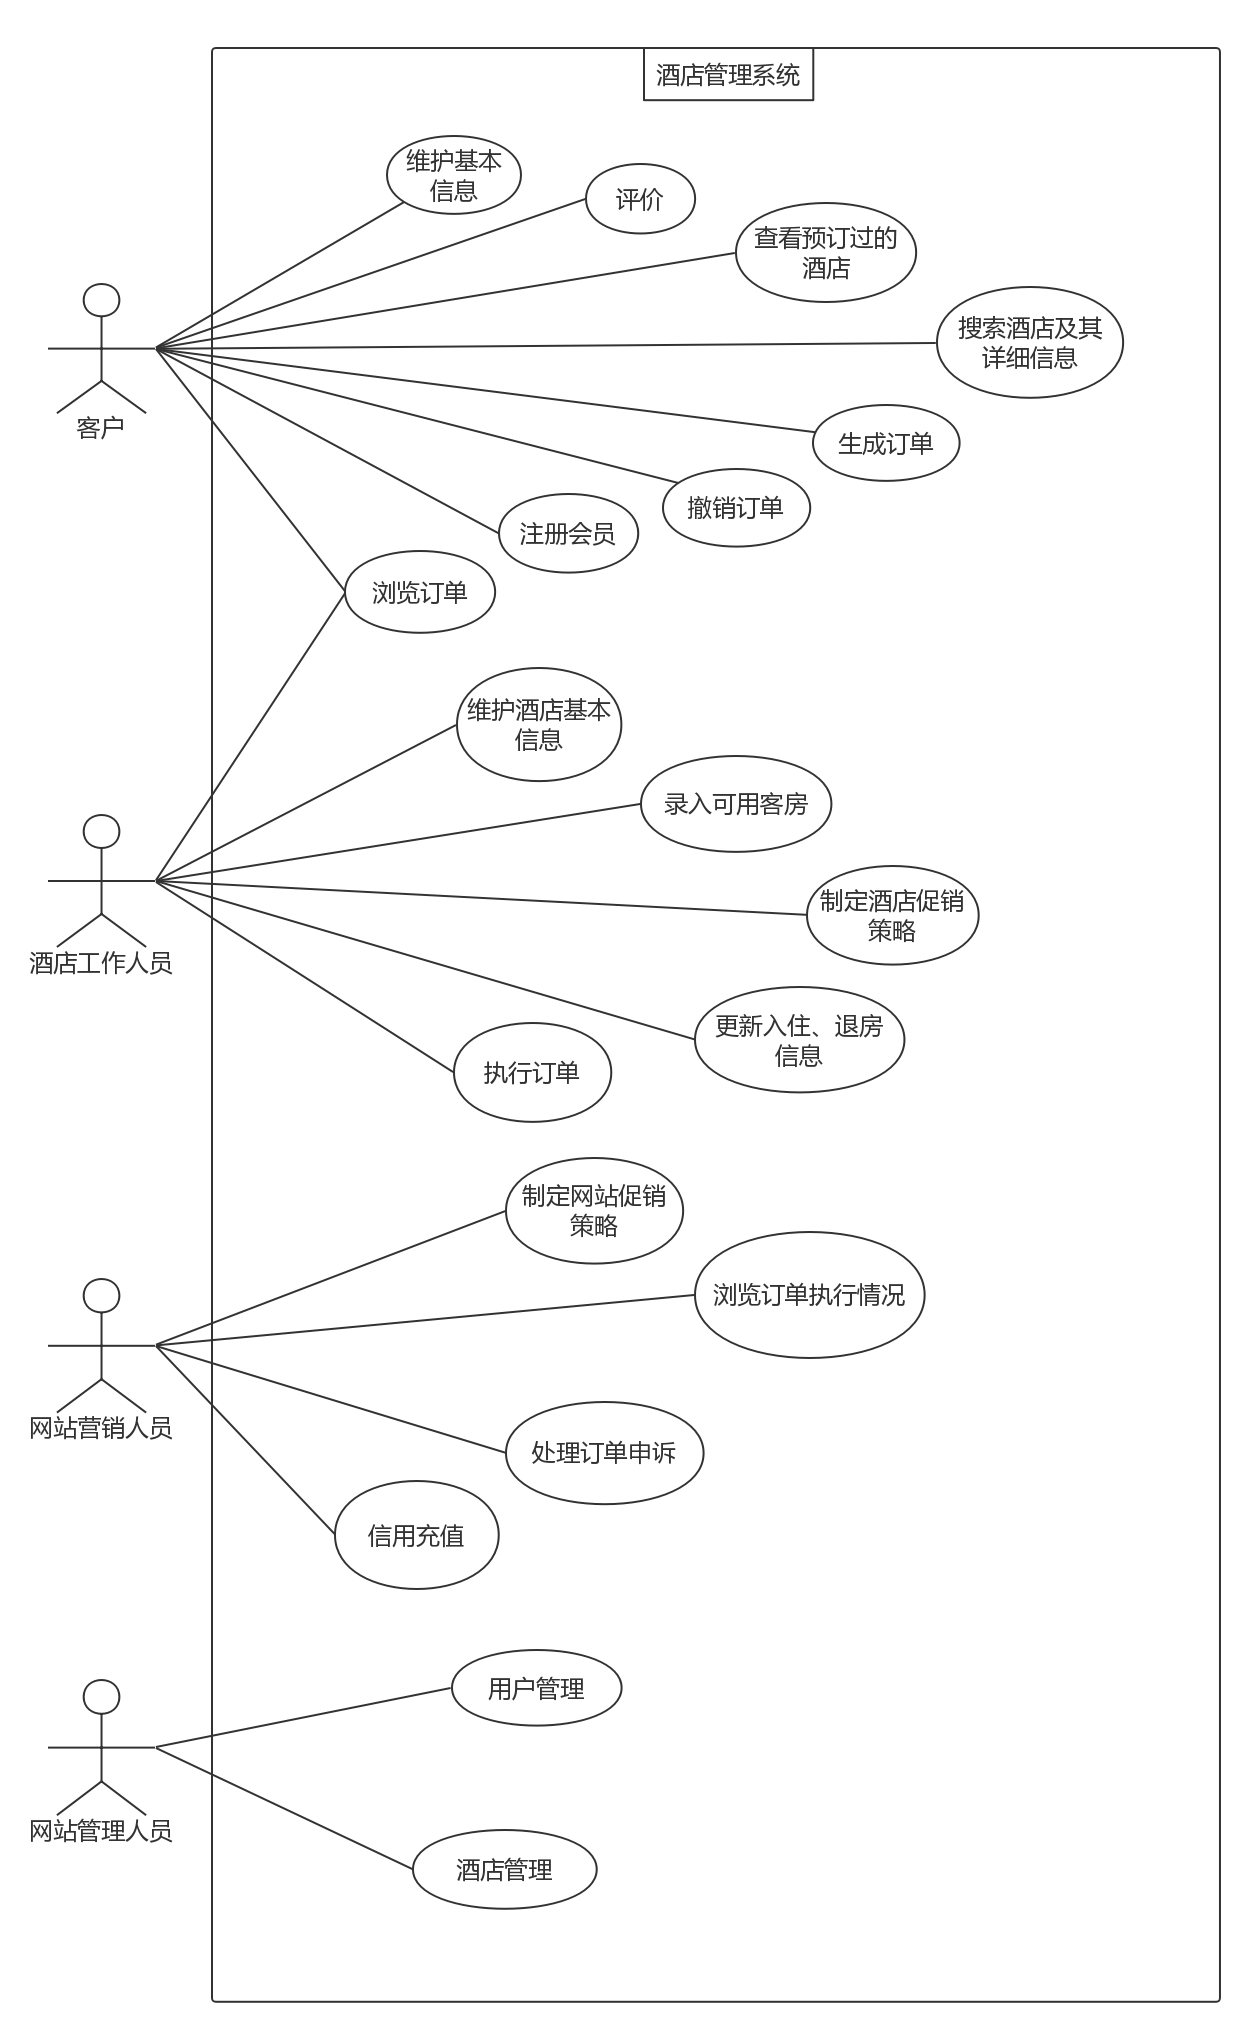 酒店管理系统
维护基本
信息
评价
查看预订过的
酒店
搜索酒店及其
详细信息
客户
生成订单
撤销订单
注册会员
浏览订单
维护酒店基本
信息
录入可用客房
制定酒店促销
策略
酒店工作人员
更新入住、退房
信息
执行订单
制定网站促销
策略
浏览订单执行情况
网站营销人员
处理订单申诉
信用充值
用户管理
网站管理人员
酒店管理